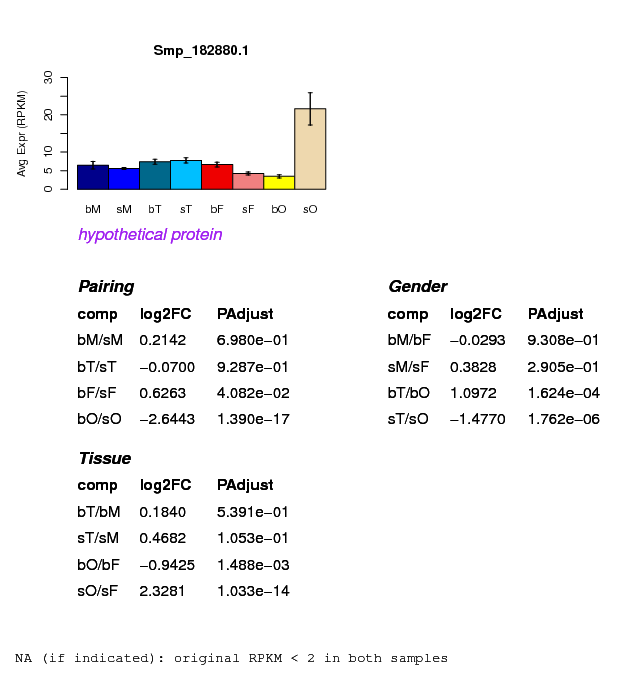 Smp_182880.1
Avg Expr (RPKM)
30
20
10
5
0
bM sM bT sT bF sF bO sO
hypothetical protein
Pairing
comp log2FC PAdjust
bM/sM 0.2142 6.980e−01
bT/sT −0.0700 9.287e−01
bF/sF 0.6263 4.082e−02
bO/sO −2.6443 1.390e−17
Gender
comp log2FC PAdjust
bM/bF −0.0293 9.308e−01
sM/sF 0.3828 2.905e−01
bT/bO 1.0972 1.624e−04
sT/sO −1.4770 1.762e−06
Tissue
comp log2FC PAdjust
bT/bM 0.1840 5.391e−01
sT/sM 0.4682 1.053e−01
bO/bF −0.9425 1.488e−03
sO/sF 2.3281 1.033e−14
NA (if indicated): original RPKM < 2 in both samples